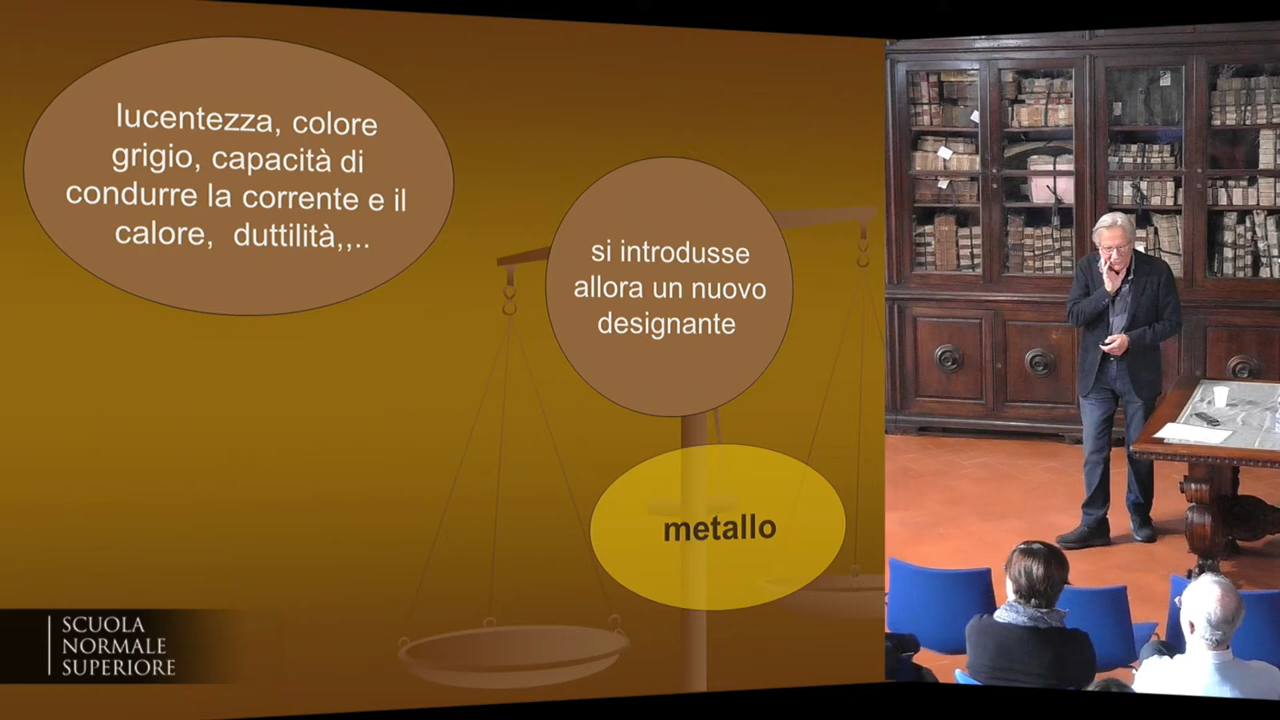 lucentezza, colore
grigio, capacità di
condurre la corrente e il
calore, duttilità,,..
si introdusse
allora un nuovo
designante
metallo
SCUOLA
NORMALE
SUPERIORE